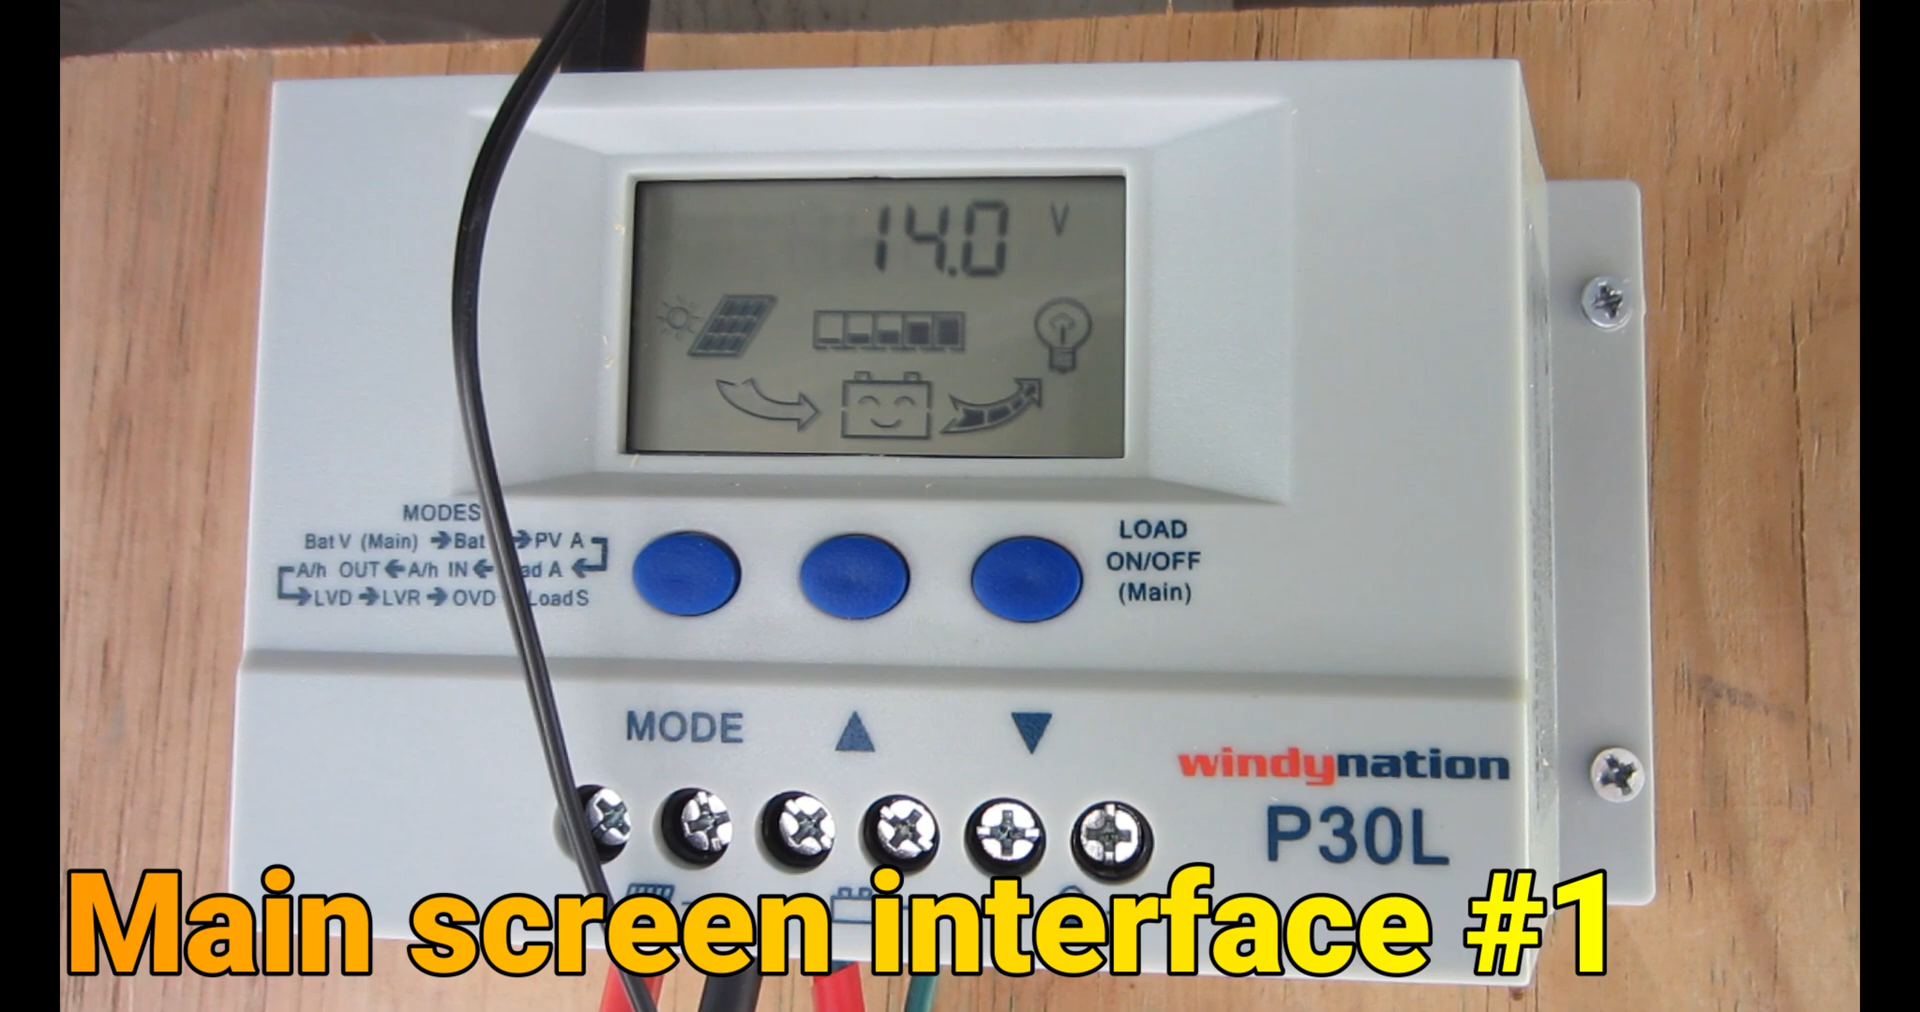 14.0 V
MODES
Bat V (Main) ➔Bat ➔PV A
A/h OUT ←A/h IN ← ad A ←
➔LVD ➔LVR ➔ OVD LoadS
LOAD
ON/OFF
(Main)
MODE ▲ ▼
windynation
P30L
Main screen interface #1